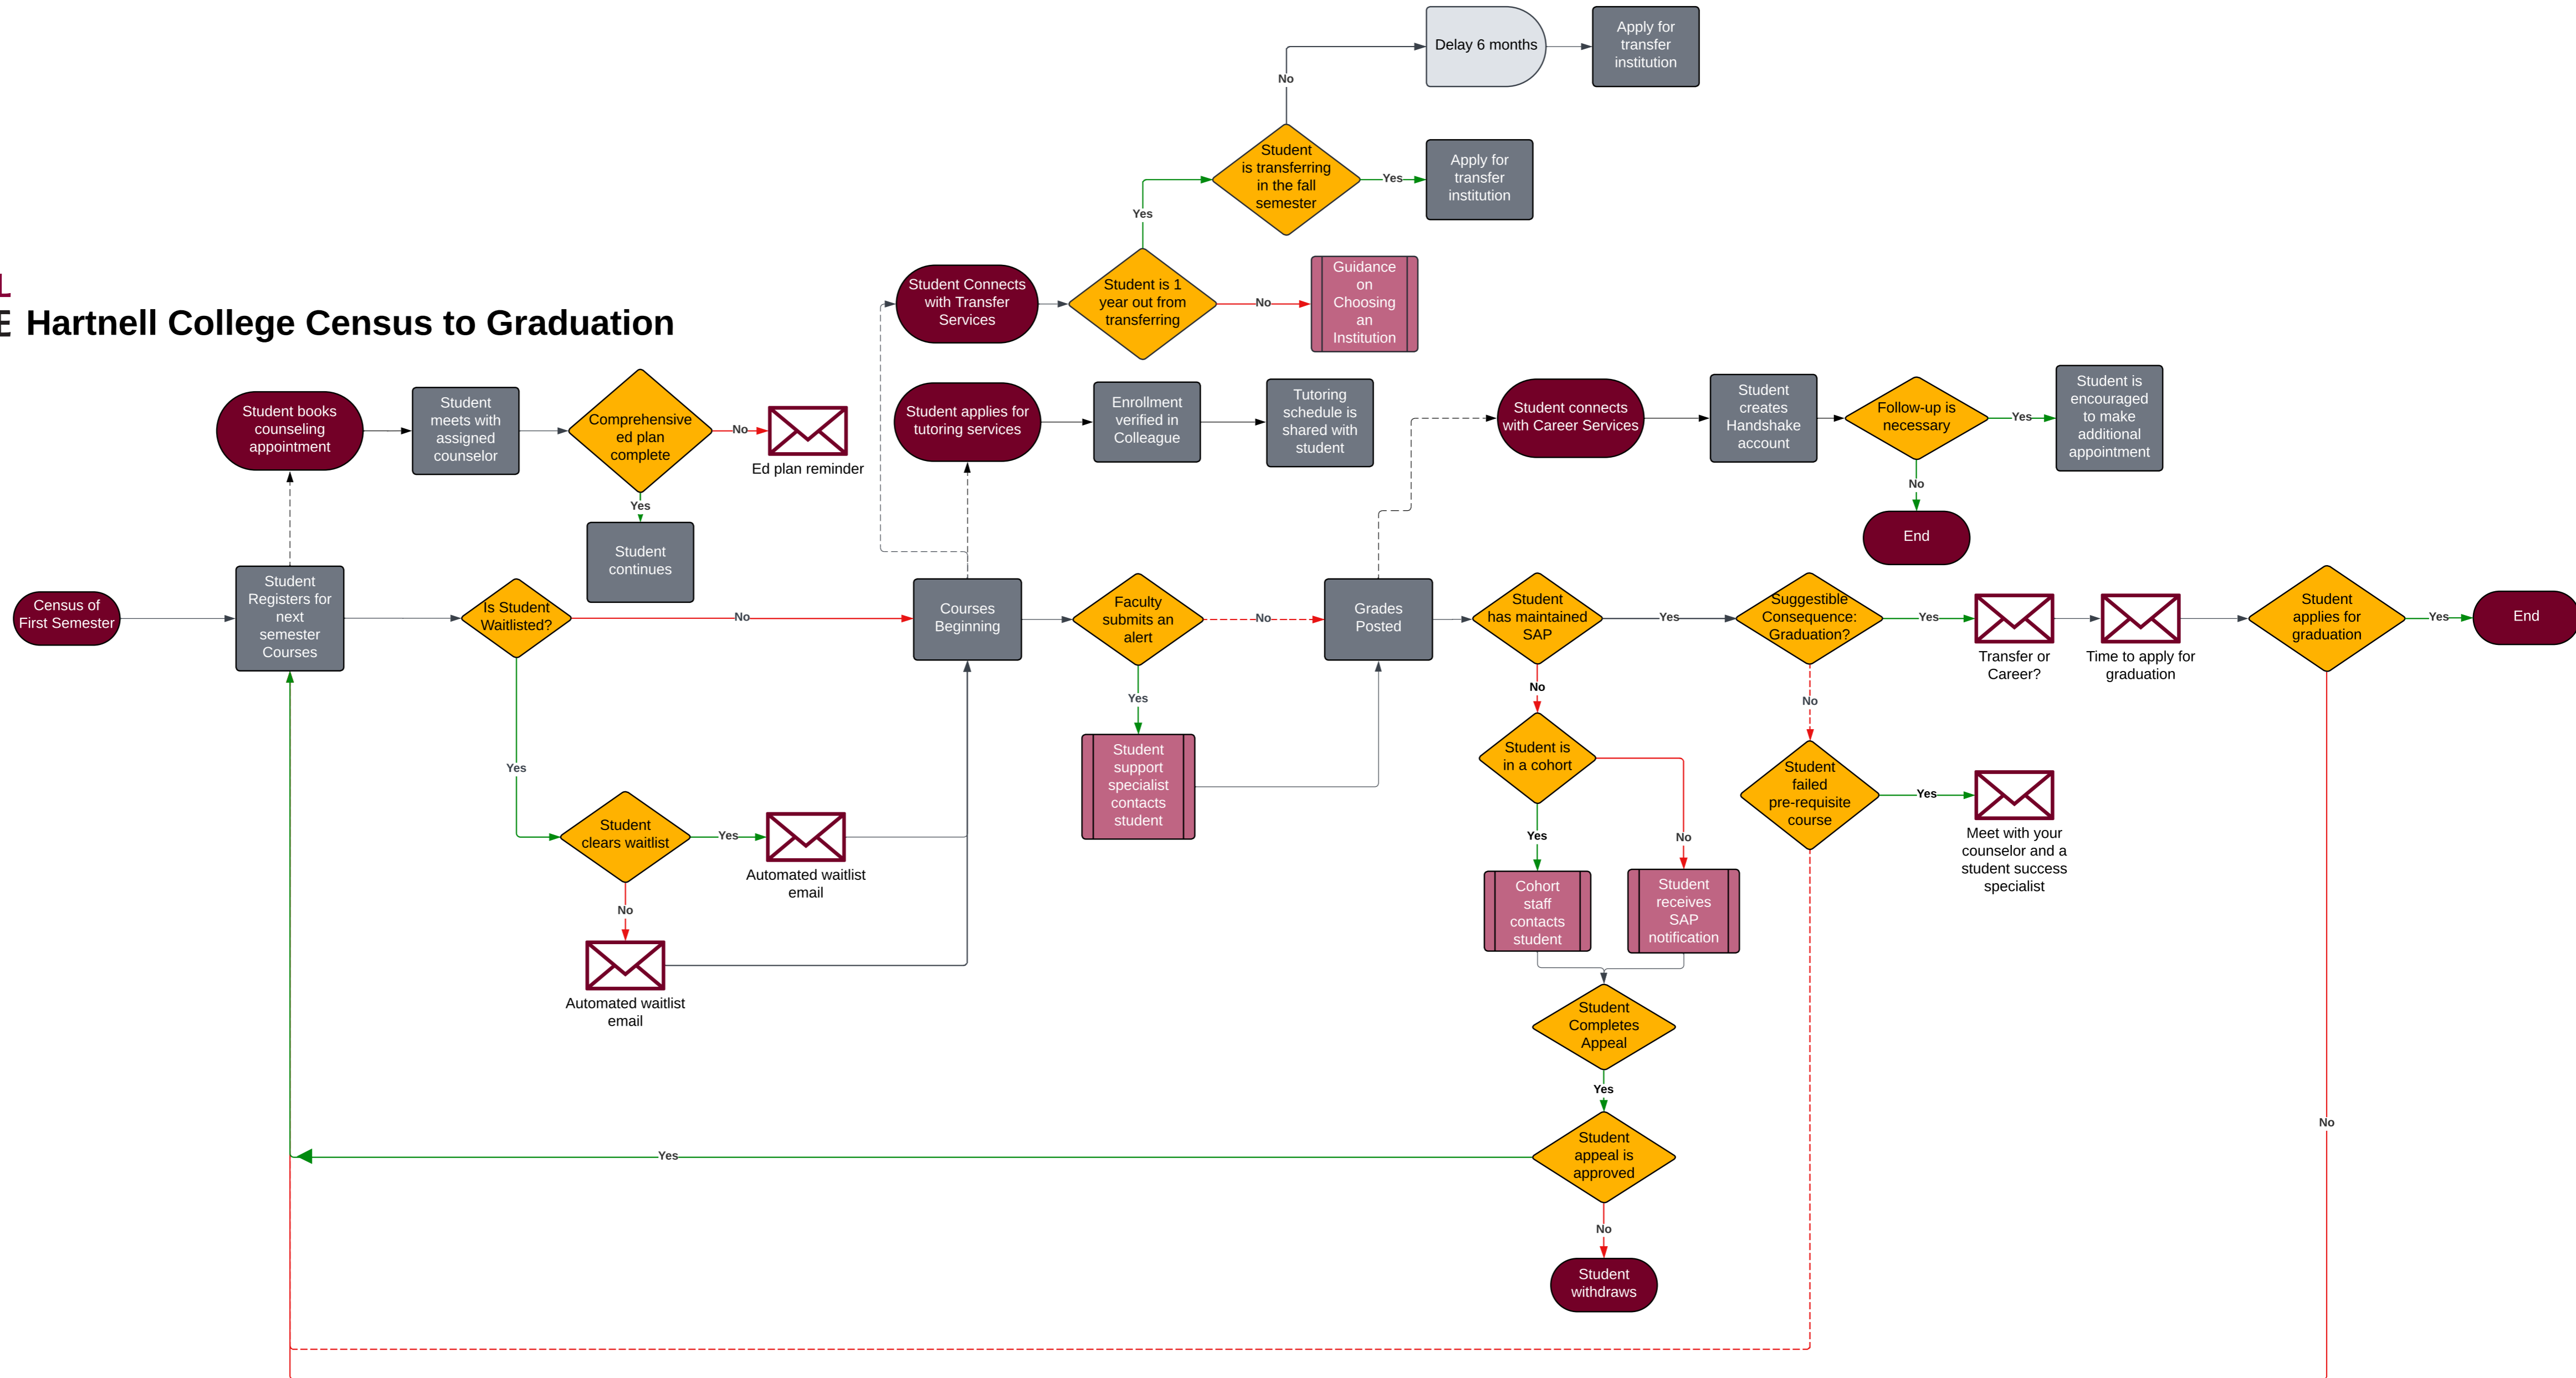 Delay 6 months
Apply for
transfer
institution
No
Student
is transferring
in the fall
semester
Yes
Apply for
transfer
institution
Yes
L
E
Hartnell College Census to Graduation
Student Connects
with Transfer
Services
Student is 1
year out from
transferring
No
Guidance
on
Choosing
an
Institution
Student books
counseling
appointment
Student
meets with
assigned
counselor
Comprehensive
ed plan
complete
No
Ed plan reminder
Yes
Student
continues
Student applies for
tutoring services
Enrollment
verified in
Colleague
Tutoring
schedule is
shared with
student
Student connects
with Career Services
Student
creates
Handshake
account
Follow-up is
necessary
Yes
Student is
encouraged
to make
additional
appointment
No
End
Census of
First Semester
Student
Registers for
next
semester
Courses
Is Student
Waitlisted?
No
Courses
Beginning
Faculty
submits an
alert
No
Grades
Posted
Student
has maintained
SAP
Yes
Suggestible
Consequence:
Graduation?
Yes
Transfer or
Career?
Time to apply for
graduation
Student
applies for
graduation
Yes
End
Yes
Student
clears waitlist
Yes
Automated waitlist
email
No
Automated waitlist
email
Yes
Student
support
specialist
contacts
student
No
Student is
in a cohort
Yes
No
Cohort
staff
contacts
student
Student
receives
SAP
notification
No
Student
failed
pre-requisite
course
Yes
Meet with your
counselor and a
student success
specialist
Student
Completes
Appeal
Yes
Student
appeal is
approved
Yes
No
Student
withdraws
No